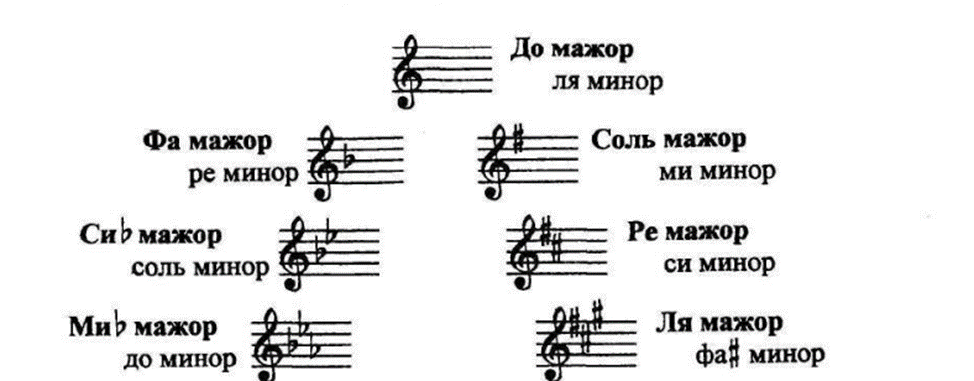 До мажор
ля минор
Фа мажор
ре минор
Соль мажор
ми минор
Си♭ мажор
соль минор
Ре мажор
си минор
Ми♭ мажор
до минор
Ля мажор
фа♯ минор